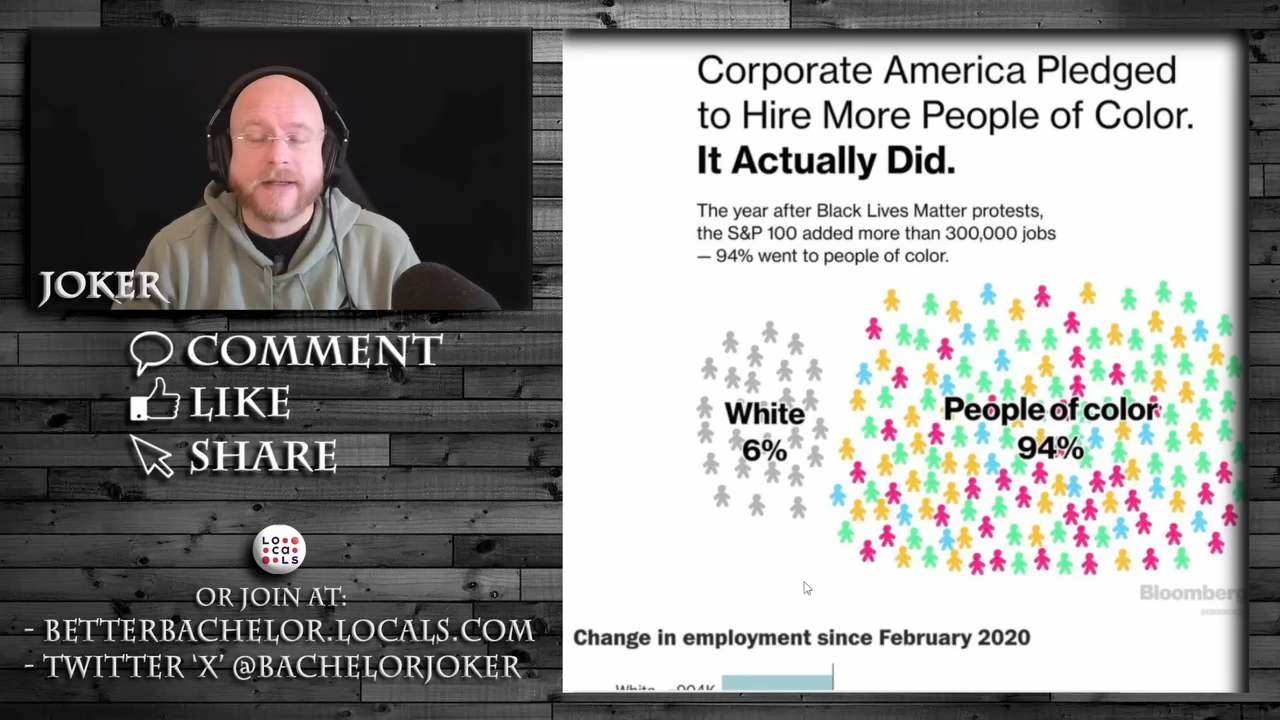 JOKER
COMMENT
LIKE
SHARE
LOCALS
OR JOIN AT:
- BETTERBACHELOR.LOCALS.COM
- TWITTER 'X' @BACHELORJOKER
Corporate America Pledged
to Hire More People of Color.
It Actually Did.
The year after Black Lives Matter protests,
the S&P 100 added more than 300,000 jobs
— 94% went to people of color.
White
6%
People of color
94%
Bloomberg
Change in employment since February 2020
White -904K